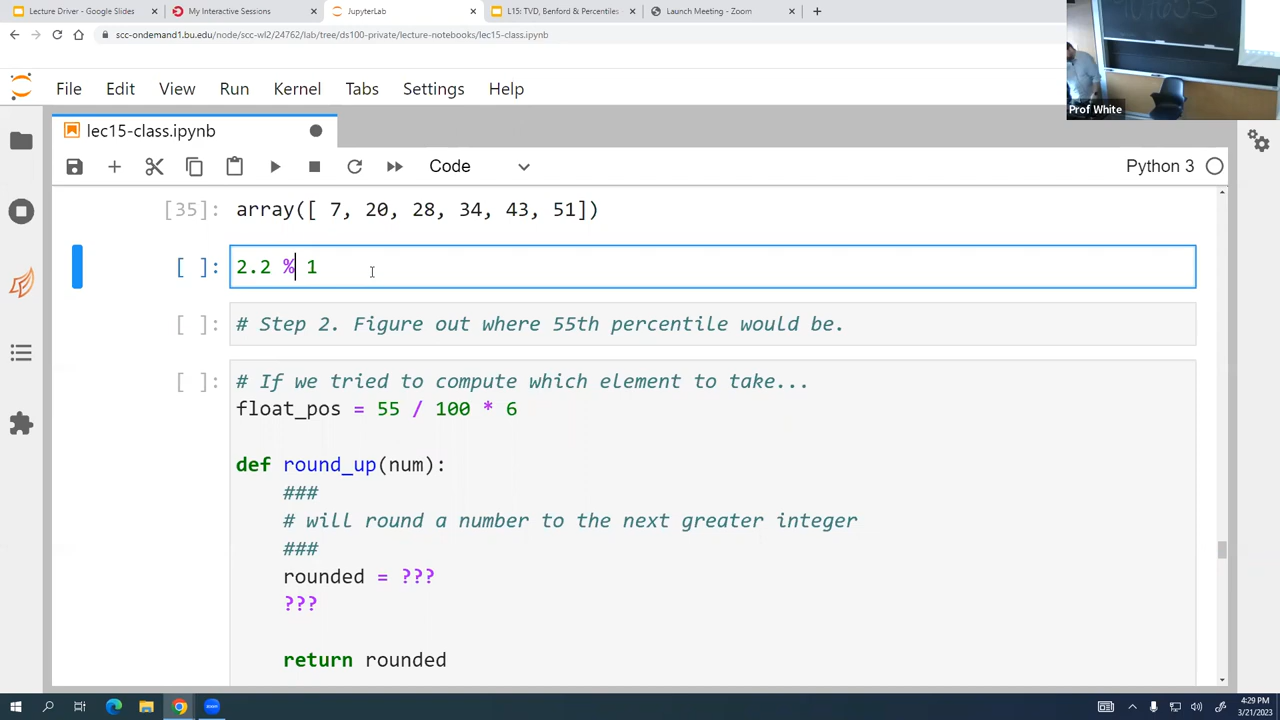 Lecture Driver - Google Slides
My Interactive Sessions
JupyterLab
L15: TVD, Benford & Percentiles
Launch Meeting - Zoom
scc-ondemand1.bu.edu/node/scc-wl2/24762/lab/tree/ds100-private/lecture-notebooks/lec15-class.ipynb
File Edit View Run Kernel Tabs Settings Help
Prof White
lec15-class.ipynb
Code
Python 3
[35]: array([ 7, 20, 28, 34, 43, 51])
[ ]: 2.2 % 1
[ ]: # Step 2. Figure out where 55th percentile would be.
[ ]: # If we tried to compute which element to take...
float_pos = 55 / 100 * 6
def round_up(num):
###
# will round a number to the next greater integer
###
rounded = ???
???
return rounded
4:29 PM
3/21/2023